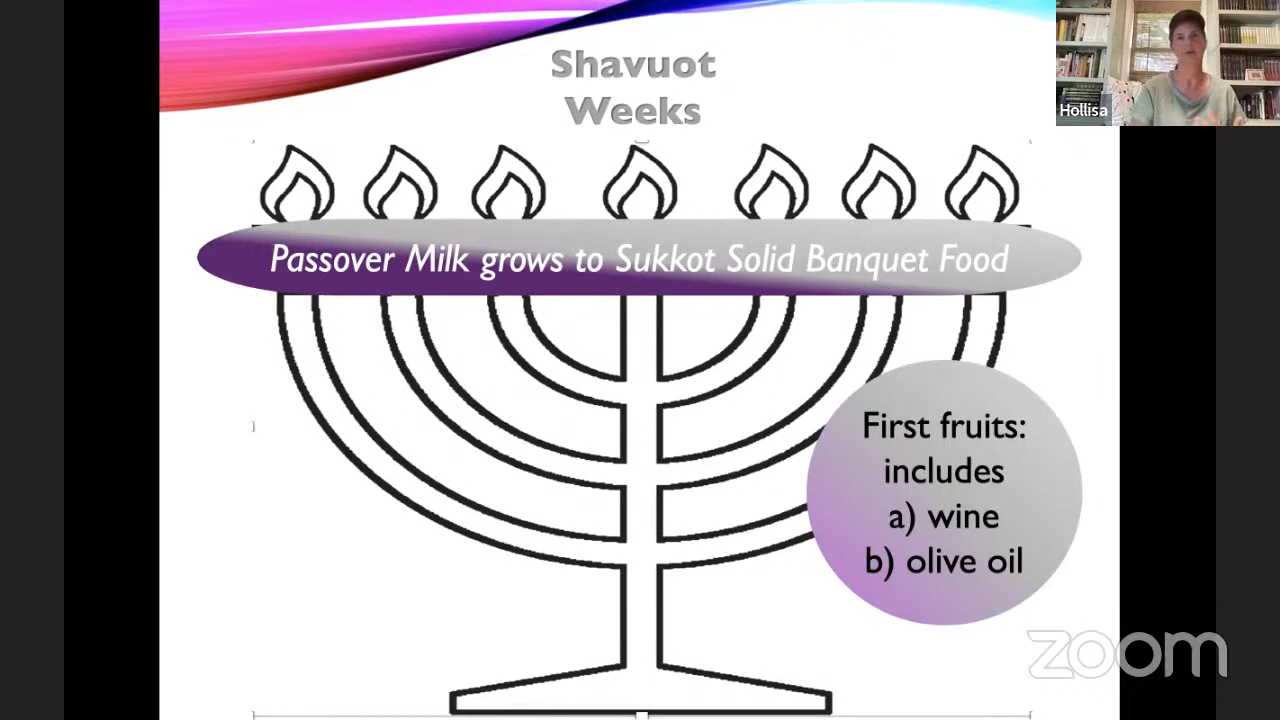 Shavuot
Weeks
Hollisa
Passover Milk grows to Sukkot Solid Banquet Food
First fruits:
includes
a) wine
b) olive oil
zoom